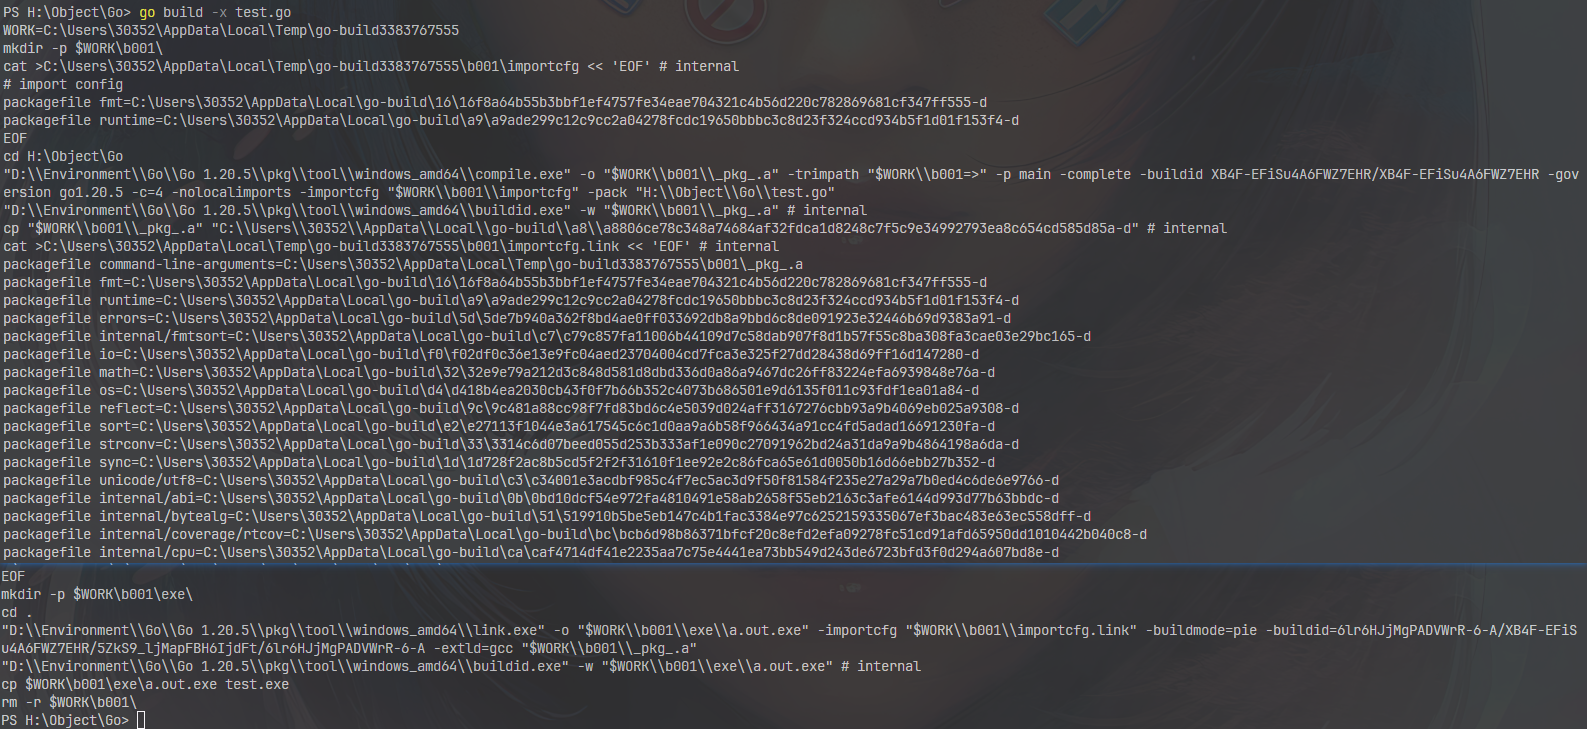 PS H:\Object\Go> go build -x test.go
WORK=C:\Users\30352\AppData\Local\Temp\go-build3383767555
mkdir -p $WORK\b001\
cat >C:\Users\30352\AppData\Local\Temp\go-build3383767555\b001\importcfg << 'EOF' # internal
# import config
packagefile fmt=C:\Users\30352\AppData\Local\go-build\16\16f8a64b55b3bbf1ef4757fe34eae704321c4b56d220c782869681cf347ff555-d
packagefile runtime=C:\Users\30352\AppData\Local\go-build\a9\a9ade299c12c9cc2a04278fcdc19650bbbc3c8d23f324ccd934b5f1d01f153f4-d
EOF
cd H:\Object\Go
"D:\\Environment\\Go\\Go 1.20.5\\pkg\\tool\\windows_amd64\\compile.exe" -o "$WORK\\b001\\_pkg_.a" -trimpath "$WORK\\b001=>" -p main -complete -buildid XB4F-EFiSu4A6FWZ7EHR/XB4F-EFiSu4A6FWZ7EHR -gov
ersion go1.20.5 -c=4 -nolocalimports -importcfg "$WORK\\b001\\importcfg" -pack "H:\\Object\\Go\\test.go"
"D:\\Environment\\Go\\Go 1.20.5\\pkg\\tool\\windows_amd64\\buildid.exe" -w "$WORK\\b001\\_pkg_.a" # internal
cp "$WORK\\b001\\_pkg_.a" "C:\\Users\\30352\\AppData\\Local\\go-build\\a8\\a8806ce78c348a74684af32fdca1d8248c7f5c9e34992793ea8c654cd585d85a-d" # internal
cat >C:\Users\30352\AppData\Local\Temp\go-build3383767555\b001\importcfg.link << 'EOF' # internal
packagefile command-line-arguments=C:\Users\30352\AppData\Local\Temp\go-build3383767555\b001\_pkg_.a
packagefile fmt=C:\Users\30352\AppData\Local\go-build\16\16f8a64b55b3bbf1ef4757fe34eae704321c4b56d220c782869681cf347ff555-d
packagefile runtime=C:\Users\30352\AppData\Local\go-build\a9\a9ade299c12c9cc2a04278fcdc19650bbbc3c8d23f324ccd934b5f1d01f153f4-d
packagefile errors=C:\Users\30352\AppData\Local\go-build\5d\5de7b940a362f8bd4ae0ff033692db8a9bbd6c8de091923e32446b69d9383a91-d
packagefile internal/fmtsort=C:\Users\30352\AppData\Local\go-build\c7\c79c857fa11006b44109d7c58dab907f8d1b57f55c8ba308fa3cae03e29bc165-d
packagefile io=C:\Users\30352\AppData\Local\go-build\f0\f02df0c36e13e9fc04aed23704004cd7fca3e325f27dd28438d69ff16d147280-d
packagefile math=C:\Users\30352\AppData\Local\go-build\32\32e9e79a212d3c848d581d8dbd336d0a86a9467dc26ff83224efa6939848e76a-d
packagefile os=C:\Users\30352\AppData\Local\go-build\d4\d418b4ea2030cb43f0f7b66b352c4073b686501e9d6135f011c93fdf1ea01a84-d
packagefile reflect=C:\Users\30352\AppData\Local\go-build\9c\9c481a88cc98f7fd83bd6c4e5039d024aff3167276cbb93a9b4069eb025a9308-d
packagefile sort=C:\Users\30352\AppData\Local\go-build\e2\e27113f1044e3a617545c6c1d0aa9a6b58f966434a91cc4fd5adad16691230fa-d
packagefile strconv=C:\Users\30352\AppData\Local\go-build\33\3314c6d07beed055d253b333af1e090c27091962bd24a31da9a9b4864198a6da-d
packagefile sync=C:\Users\30352\AppData\Local\go-build\1d\1d728f2ac8b5cd5f2f2f31610f1ee92e2c86fca65e61d0050b16d66ebb27b352-d
packagefile unicode/utf8=C:\Users\30352\AppData\Local\go-build\c3\c34001e3acdbf985c4f7ec5ac3d9f50f81584f235e27a29a7b0ed4c6de6e9766-d
packagefile internal/abi=C:\Users\30352\AppData\Local\go-build\0b\0bd10dcf54e972fa4810491e58ab2658f55eb2163c3afe6144d993d77b63bbdc-d
packagefile internal/bytealg=C:\Users\30352\AppData\Local\go-build\51\519910b5be5eb147c4b1fac3384e97c6252159335067ef3bac483e63ec558dff-d
packagefile internal/coverage/rtcov=C:\Users\30352\AppData\Local\go-build\bc\bcb6d98b86371bfcf20c8efd2efa09278fc51cd91afd65950dd1010442b040c8-d
packagefile internal/cpu=C:\Users\30352\AppData\Local\go-build\ca\caf4714df41e2235aa7c75e4441ea73bb549d243de6723bfd3f0d294a607bd8e-d
EOF
mkdir -p $WORK\b001\exe\
cd .
"D:\\Environment\\Go\\Go 1.20.5\\pkg\\tool\\windows_amd64\\link.exe" -o "$WORK\\b001\\exe\\a.out.exe" -importcfg "$WORK\\b001\\importcfg.link" -buildmode=pie -buildid=6lr6HJjMgPADVWrR-6-A/XB4F-EFiS
u4A6FWZ7EHR/5ZkS9_ljMapFBH6IjdFt/6lr6HJjMgPADVWrR-6-A -extld=gcc "$WORK\\b001\\_pkg_.a"
"D:\\Environment\\Go\\Go 1.20.5\\pkg\\tool\\windows_amd64\\buildid.exe" -w "$WORK\\b001\\exe\\a.out.exe" # internal
cp $WORK\b001\exe\a.out.exe test.exe
rm -r $WORK\b001\
PS H:\Object\Go>